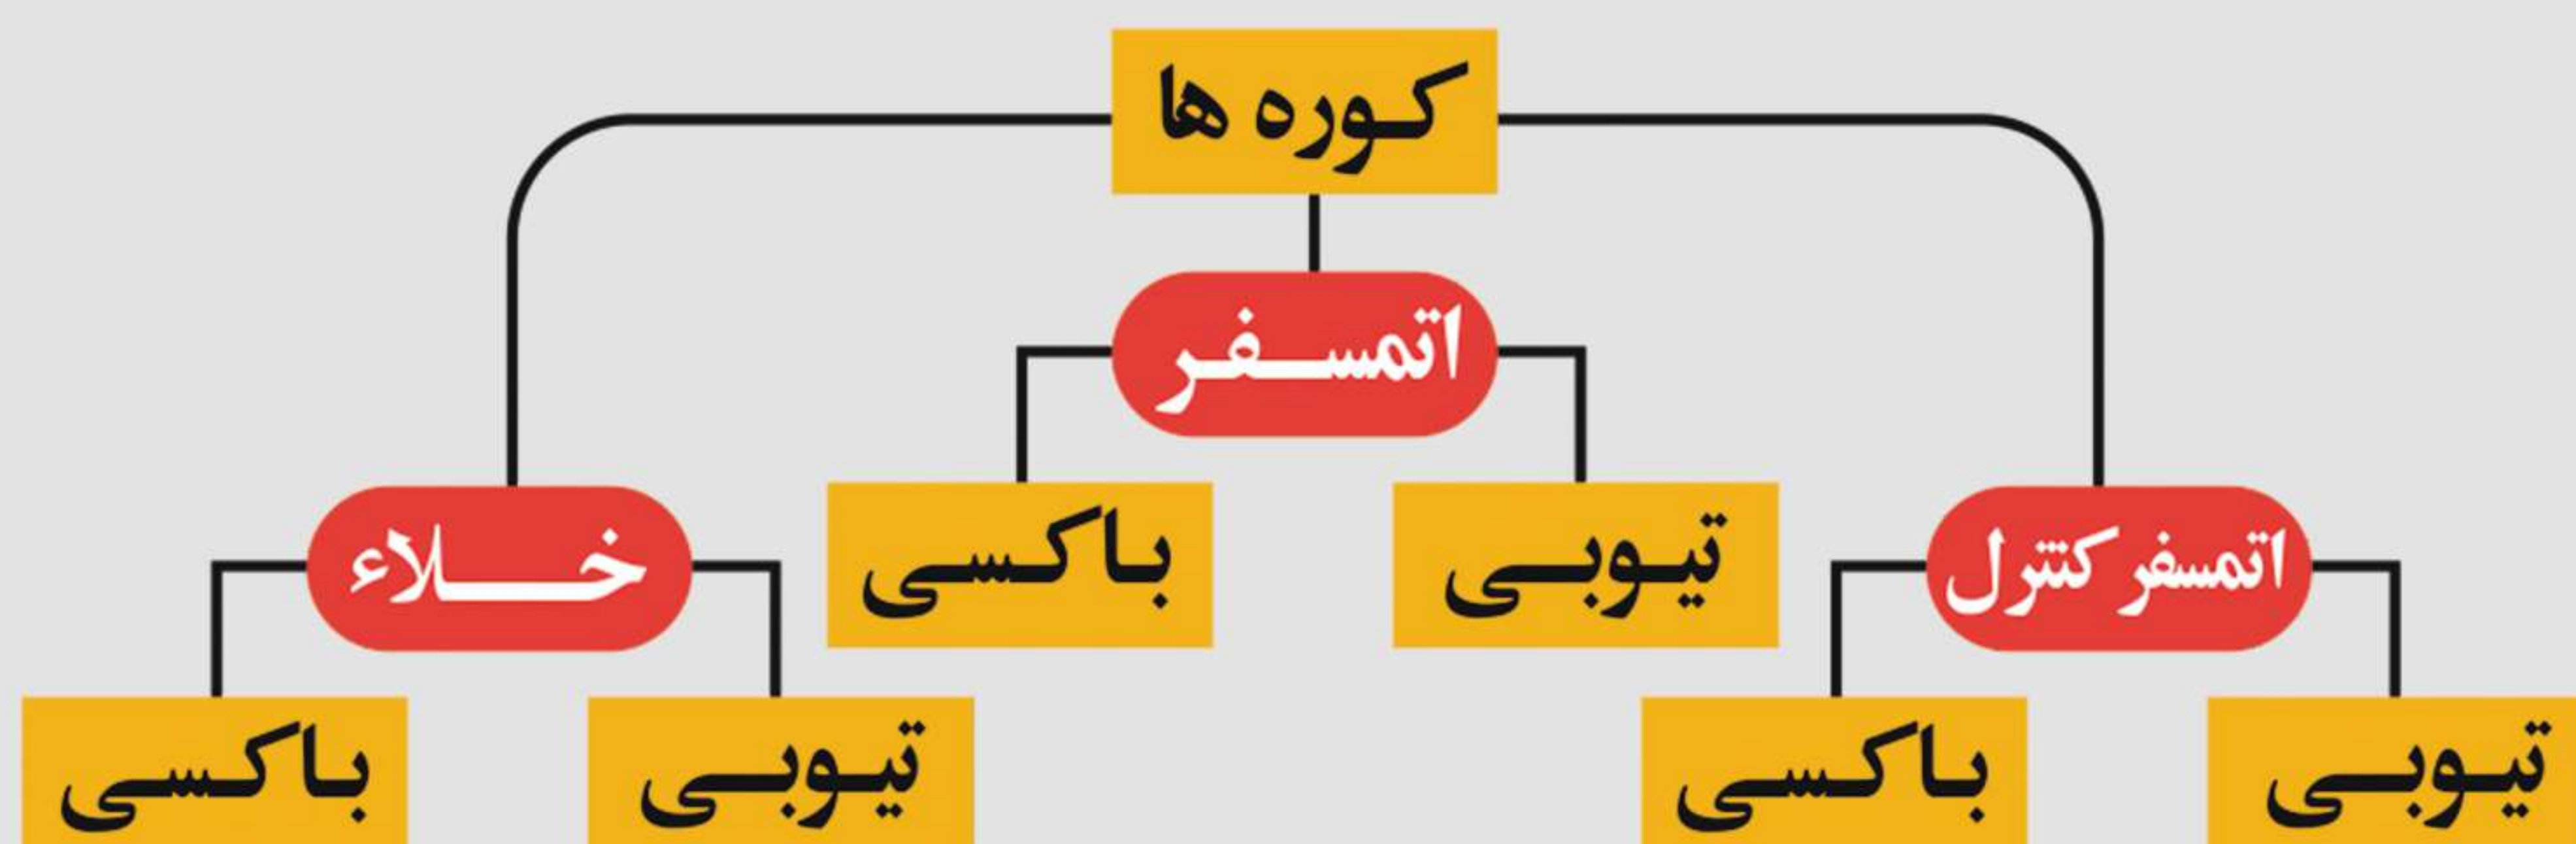 کوره ها
اتمسفر
تیوبی
باکسی
اتمسفر کنترل
خلاء
تیوبی
باکسی
تیوبی
باکسی